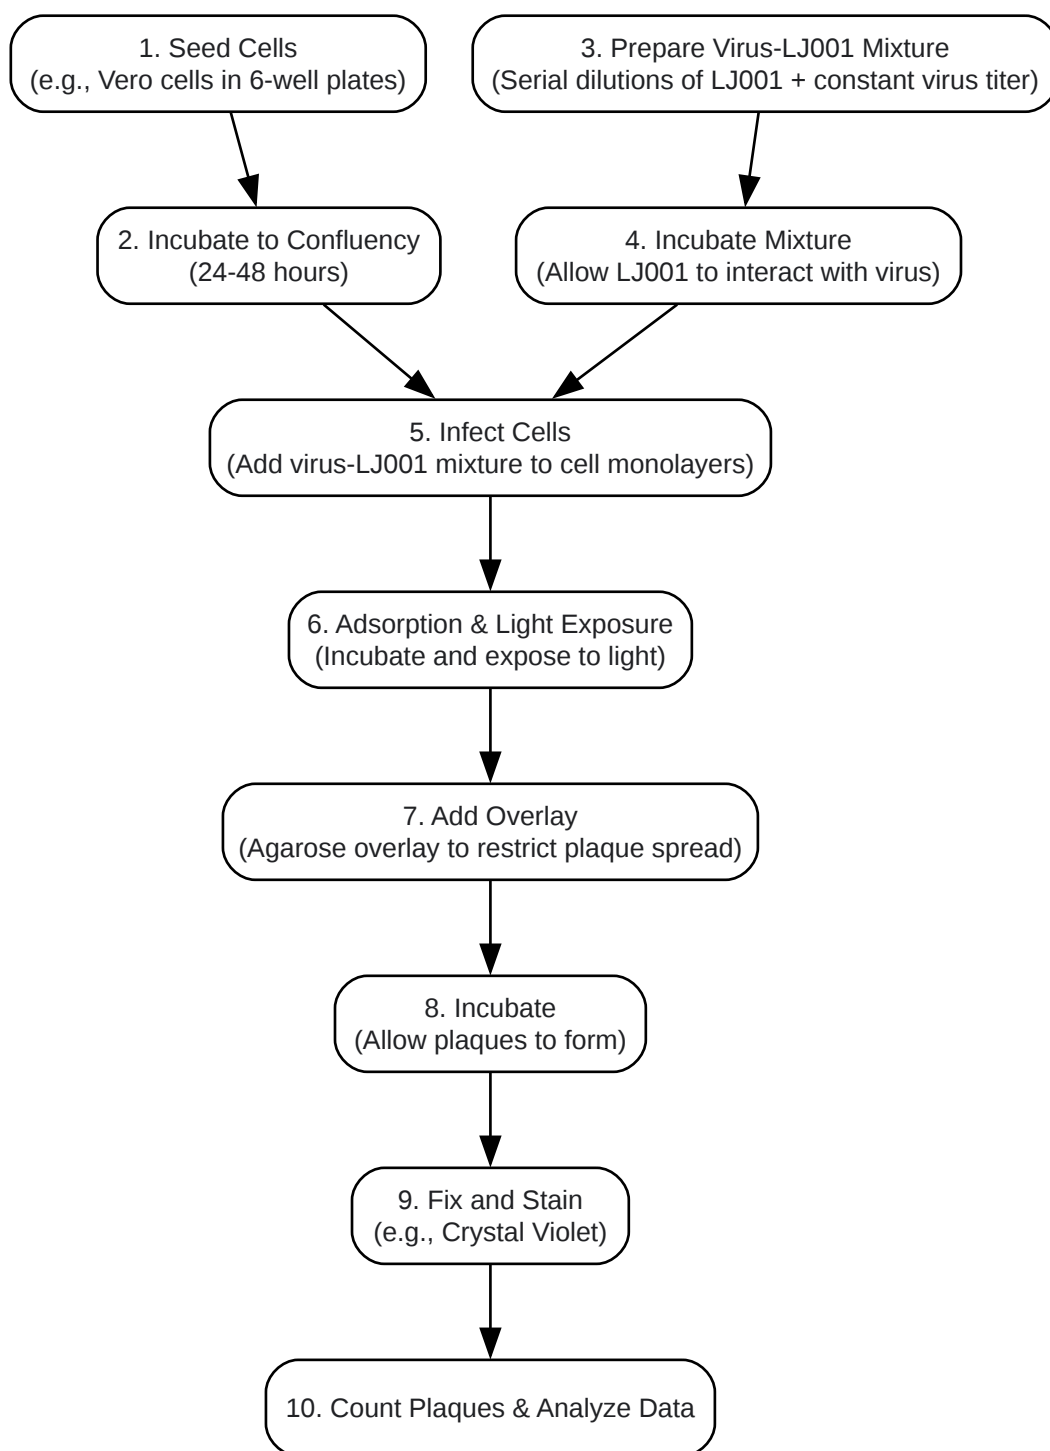 1. Seed Cells
(e.g., Vero cells in 6-well plates)
3. Prepare Virus-LJ001 Mixture
(Serial dilutions of LJ001 + constant virus titer)
2. Incubate to Confluency
(24-48 hours)
4. Incubate Mixture
(Allow LJ001 to interact with virus)
5. Infect Cells
(Add virus-LJ001 mixture to cell monolayers)
6. Adsorption & Light Exposure
(Incubate and expose to light)
7. Add Overlay
(Agarose overlay to restrict plaque spread)
8. Incubate
(Allow plaques to form)
9. Fix and Stain
(e.g., Crystal Violet)
10. Count Plaques & Analyze Data